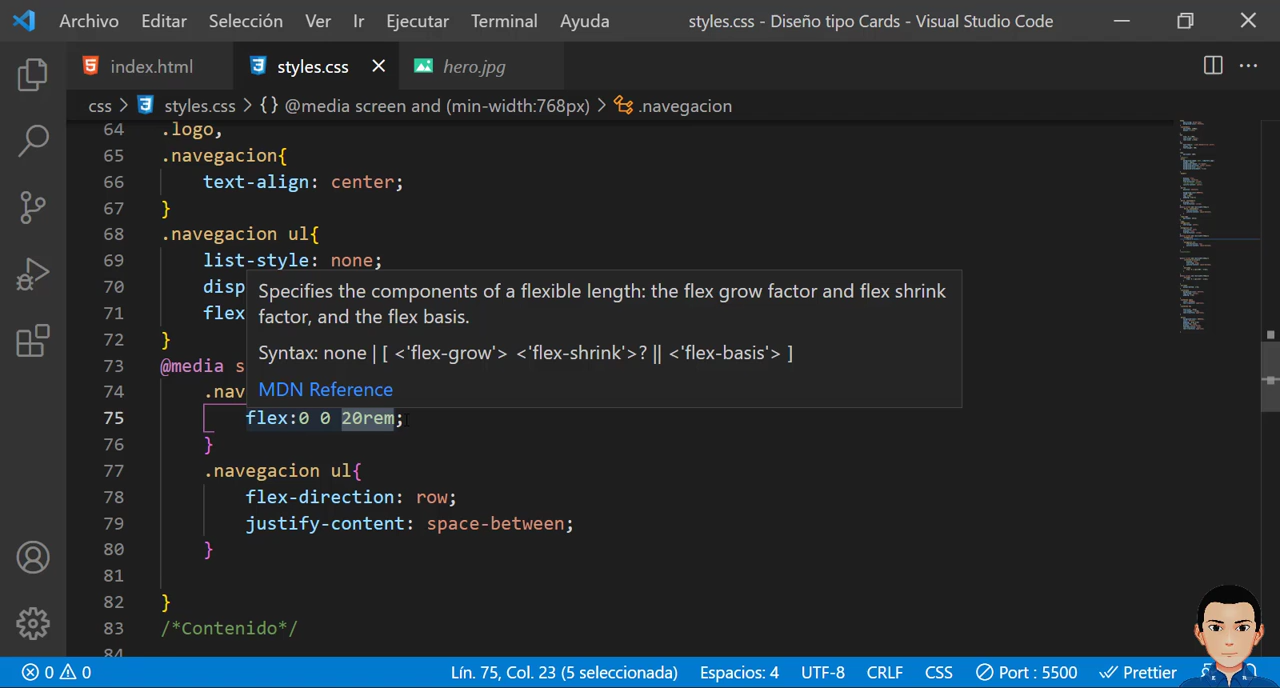 Archivo Editar Selección Ver Ir Ejecutar Terminal Ayuda styles.css - Diseño tipo Cards - Visual Studio Code
index.html styles.css hero.jpg
css > styles.css > {} @media screen and (min-width:768px) > .navegacion
64 .logo,
65 .navegacion{
66 text-align: center;
67 }
68 .navegacion ul{
69 list-style: none;
70 disp
71 flex
72 }
73 @media s
74 .nav
75 flex:0 0 20rem;
76 }
77 .navegacion ul{
78 flex-direction: row;
79 justify-content: space-between;
80 }
81
82 }
83 /*Contenido*/
84
Specifies the components of a flexible length: the flex grow factor and flex shrink
factor, and the flex basis.
Syntax: none | [ <'flex-grow'> <'flex-shrink'>? || <'flex-basis'> ]
MDN Reference
0 0 Lín. 75, Col. 23 (5 seleccionada) Espacios: 4 UTF-8 CRLF CSS Port : 5500 Prettier